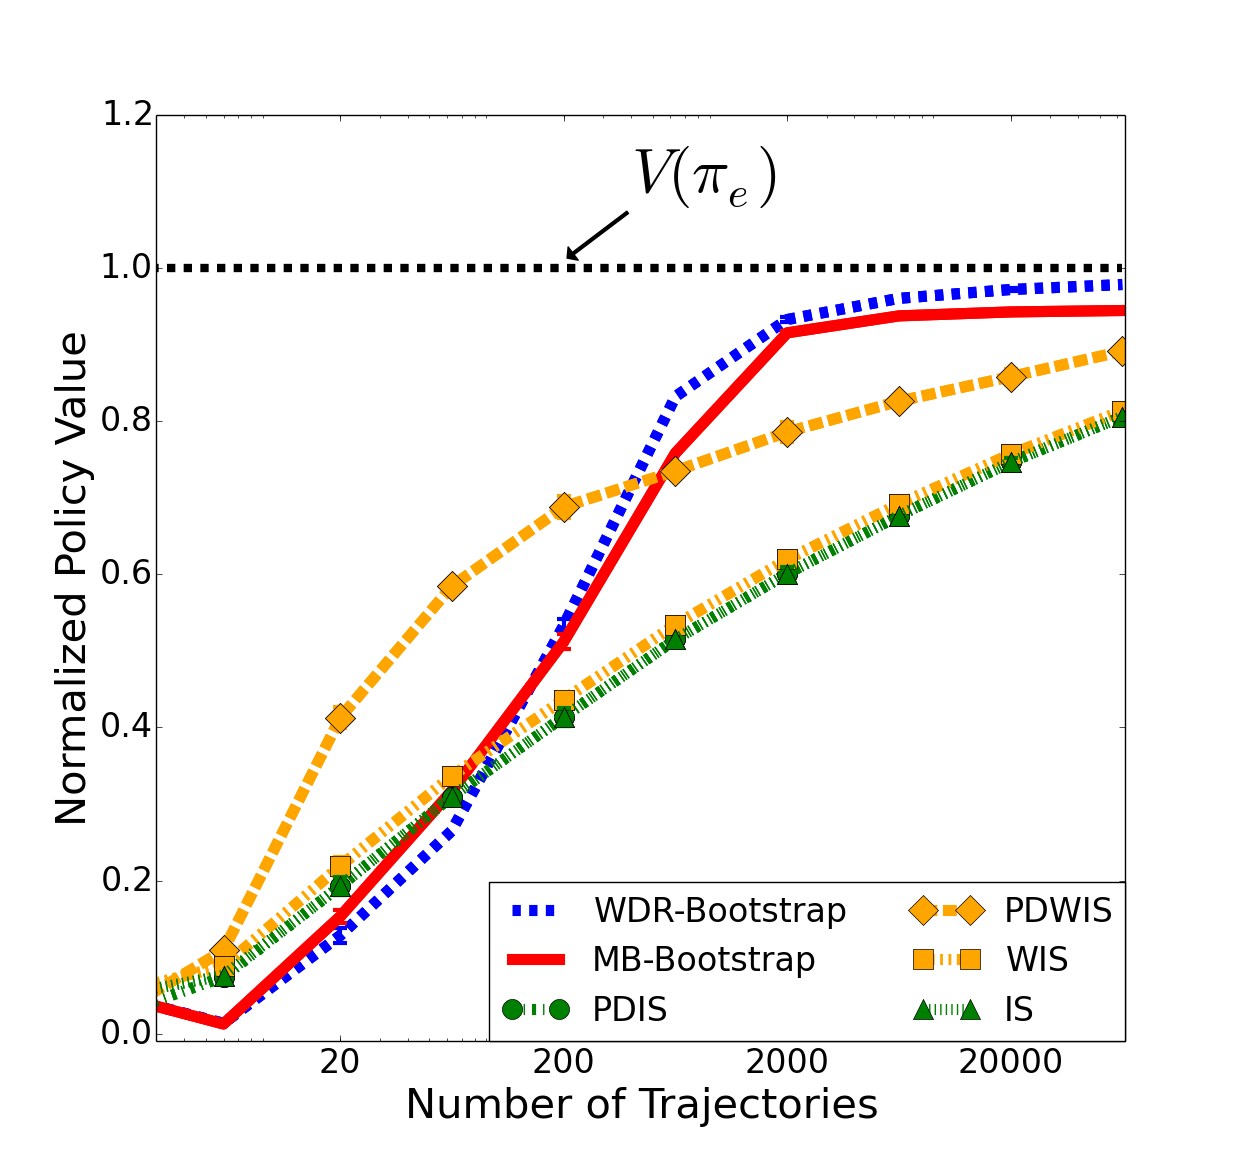 1.2
V(π_e)
1.0
0.8
0.6
0.4
0.2
0.0
Normalized Policy Value
WDR-Bootstrap
MB-Bootstrap
PDIS
PDWIS
WIS
IS
20 200 2000 20000
Number of Trajectories